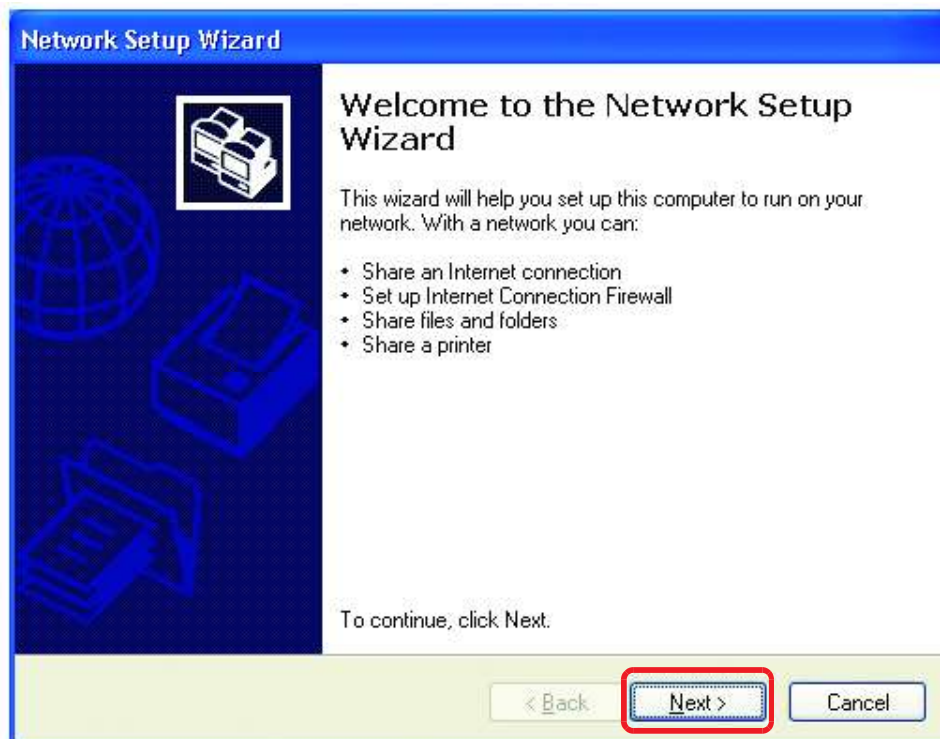 Network Setup Wizard
Welcome to the Network Setup
Wizard
This wizard will help you set up this computer to run on your
network. With a network you can:
• Share an Internet connection
• Set up Internet Connection Firewall
• Share files and folders
• Share a printer
To continue, click Next.
< Back
Next >
Cancel